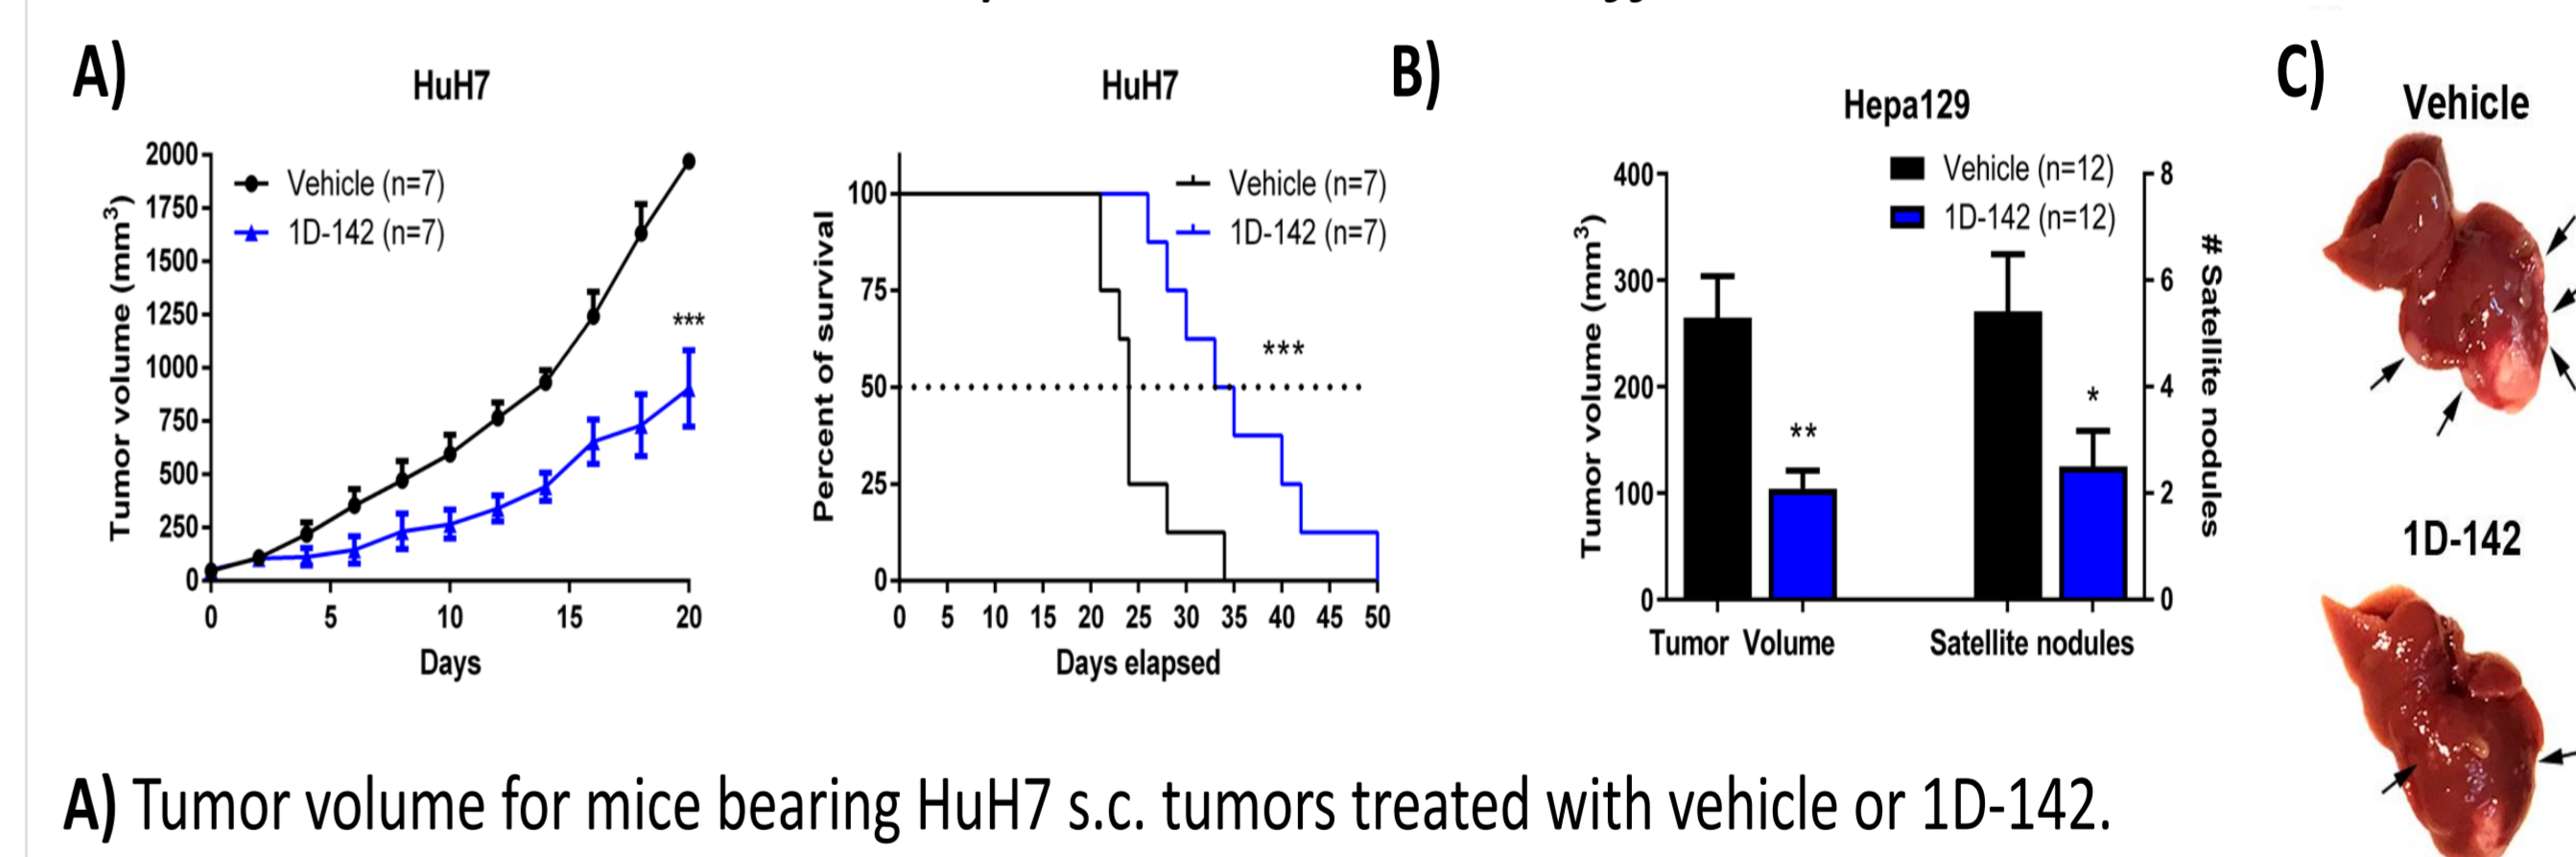 A)
HuH7
2000
1750
1500
1250
1000
750
500
250
0
Tumor volume (mm³)
Vehicle (n=7)
1D-142 (n=7)
***
0 5 10 15 20
Days
HuH7
100
75
50
25
0
Percent of survival
Vehicle (n=7)
1D-142 (n=7)
***
0 5 10 15 20 25 30 35 40 45 50
Days elapsed
B)
Hepa129
400
300
200
100
0
Tumor volume (mm³)
Vehicle (n=12)
1D-142 (n=12)
**
*
8
6
4
2
0
# Satellite nodules
Tumor Volume
Satellite nodules
C)
Vehicle
1D-142
A) Tumor volume for mice bearing HuH7 s.c. tumors treated with vehicle or 1D-142.